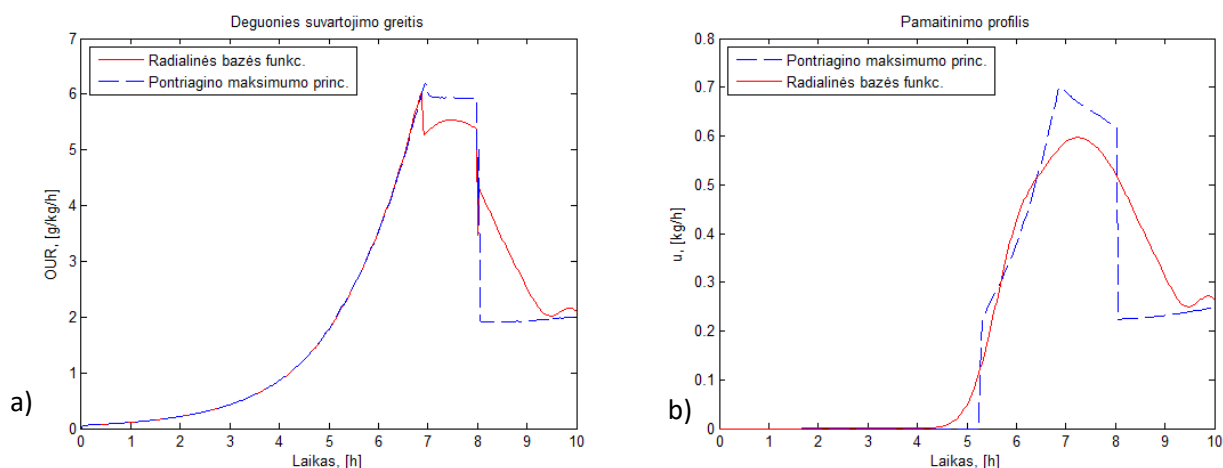 Deguonies suvartojimo greitis
7
6
5
4
3
2
1
0
OUR, [g/kg/h]
Radialinės bazės funkc.
Pontriagino maksimumo princ.
0 1 2 3 4 5 6 7 8 9 10
Laikas, [h]
a)
Pamaitinimo profilis
0.8
0.7
0.6
0.5
0.4
0.3
0.2
0.1
0
u, [kg/h]
Pontriagino maksimumo princ.
Radialinės bazės funkc.
0 1 2 3 4 5 6 7 8 9 10
Laikas, [h]
b)